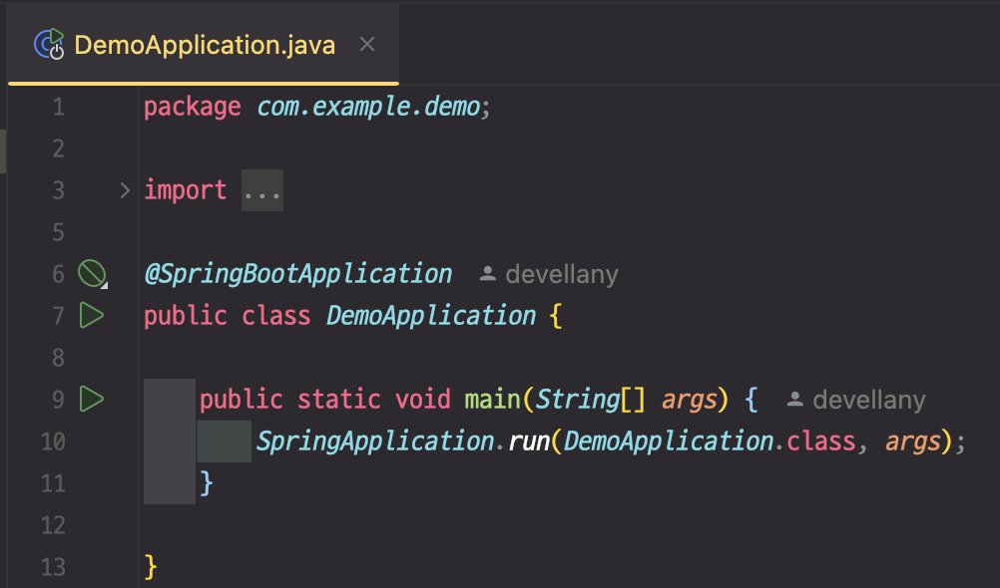 DemoApplication.java
1 package com.example.demo;
2
3 import ...
5
6 @SpringBootApplication devellany
7 public class DemoApplication {
8
9 public static void main(String[] args) { devellany
10 SpringApplication.run(DemoApplication.class, args);
11 }
12
13 }